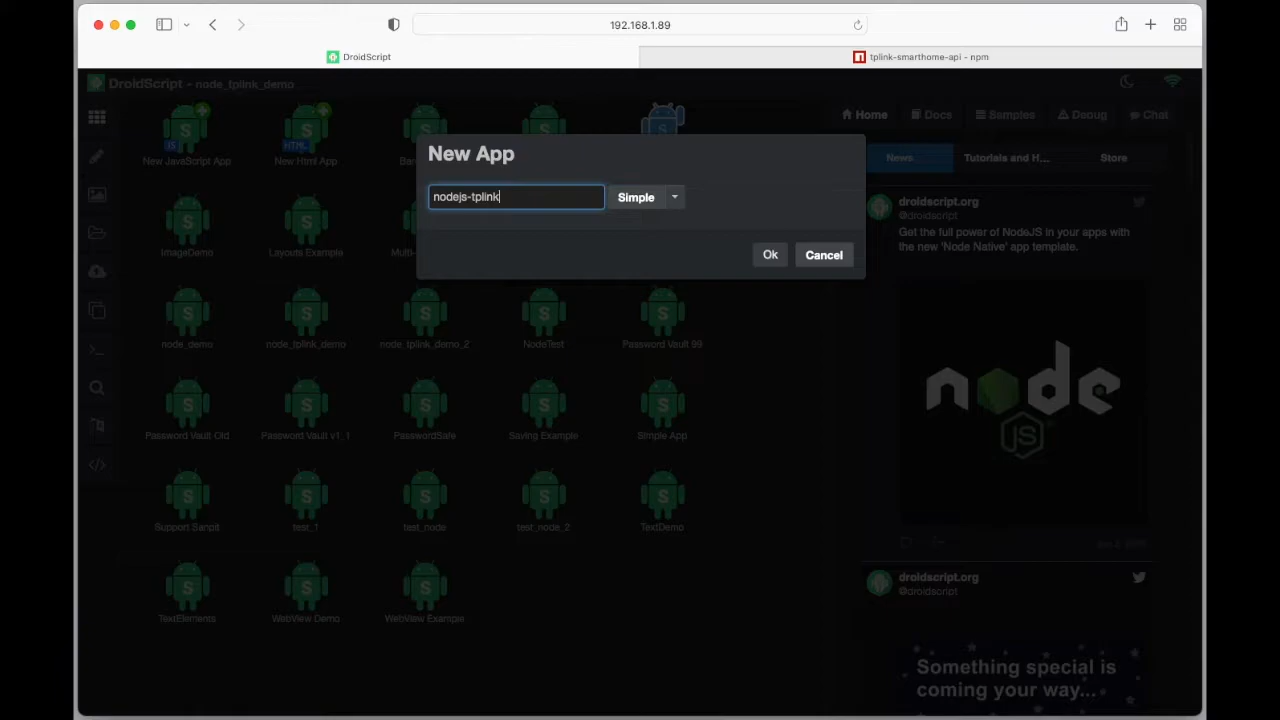 192.168.1.89
DroidScript
tplink-smarthome-api - npm
DroidScript - node_tplink_demo
Home
Docs
Samples
Debug
Chat
JS
New JavaScript App
HTML
New Html App
S
New App
nodejs-tplink
Simple
Ok
Cancel
News
Tutorials and H...
Store
droidscript.org
@droidscript
Get the full power of NodeJS in your apps with
the new 'Node Native' app template.
node
JS
ImageDemo
Layouts Example
node_demo
node_tplink_demo
node_tplink_demo_2
NodeTest
Password Vault 99
Password Vault Old
Password Vault v1_1
PasswordSafe
Saving Example
Simple App
Support Sanpit
test_1
test_node
test_node_2
TextDemo
TextElements
WebView Demo
WebView Example
droidscript.org
@droidscript
Something special is
coming your way...